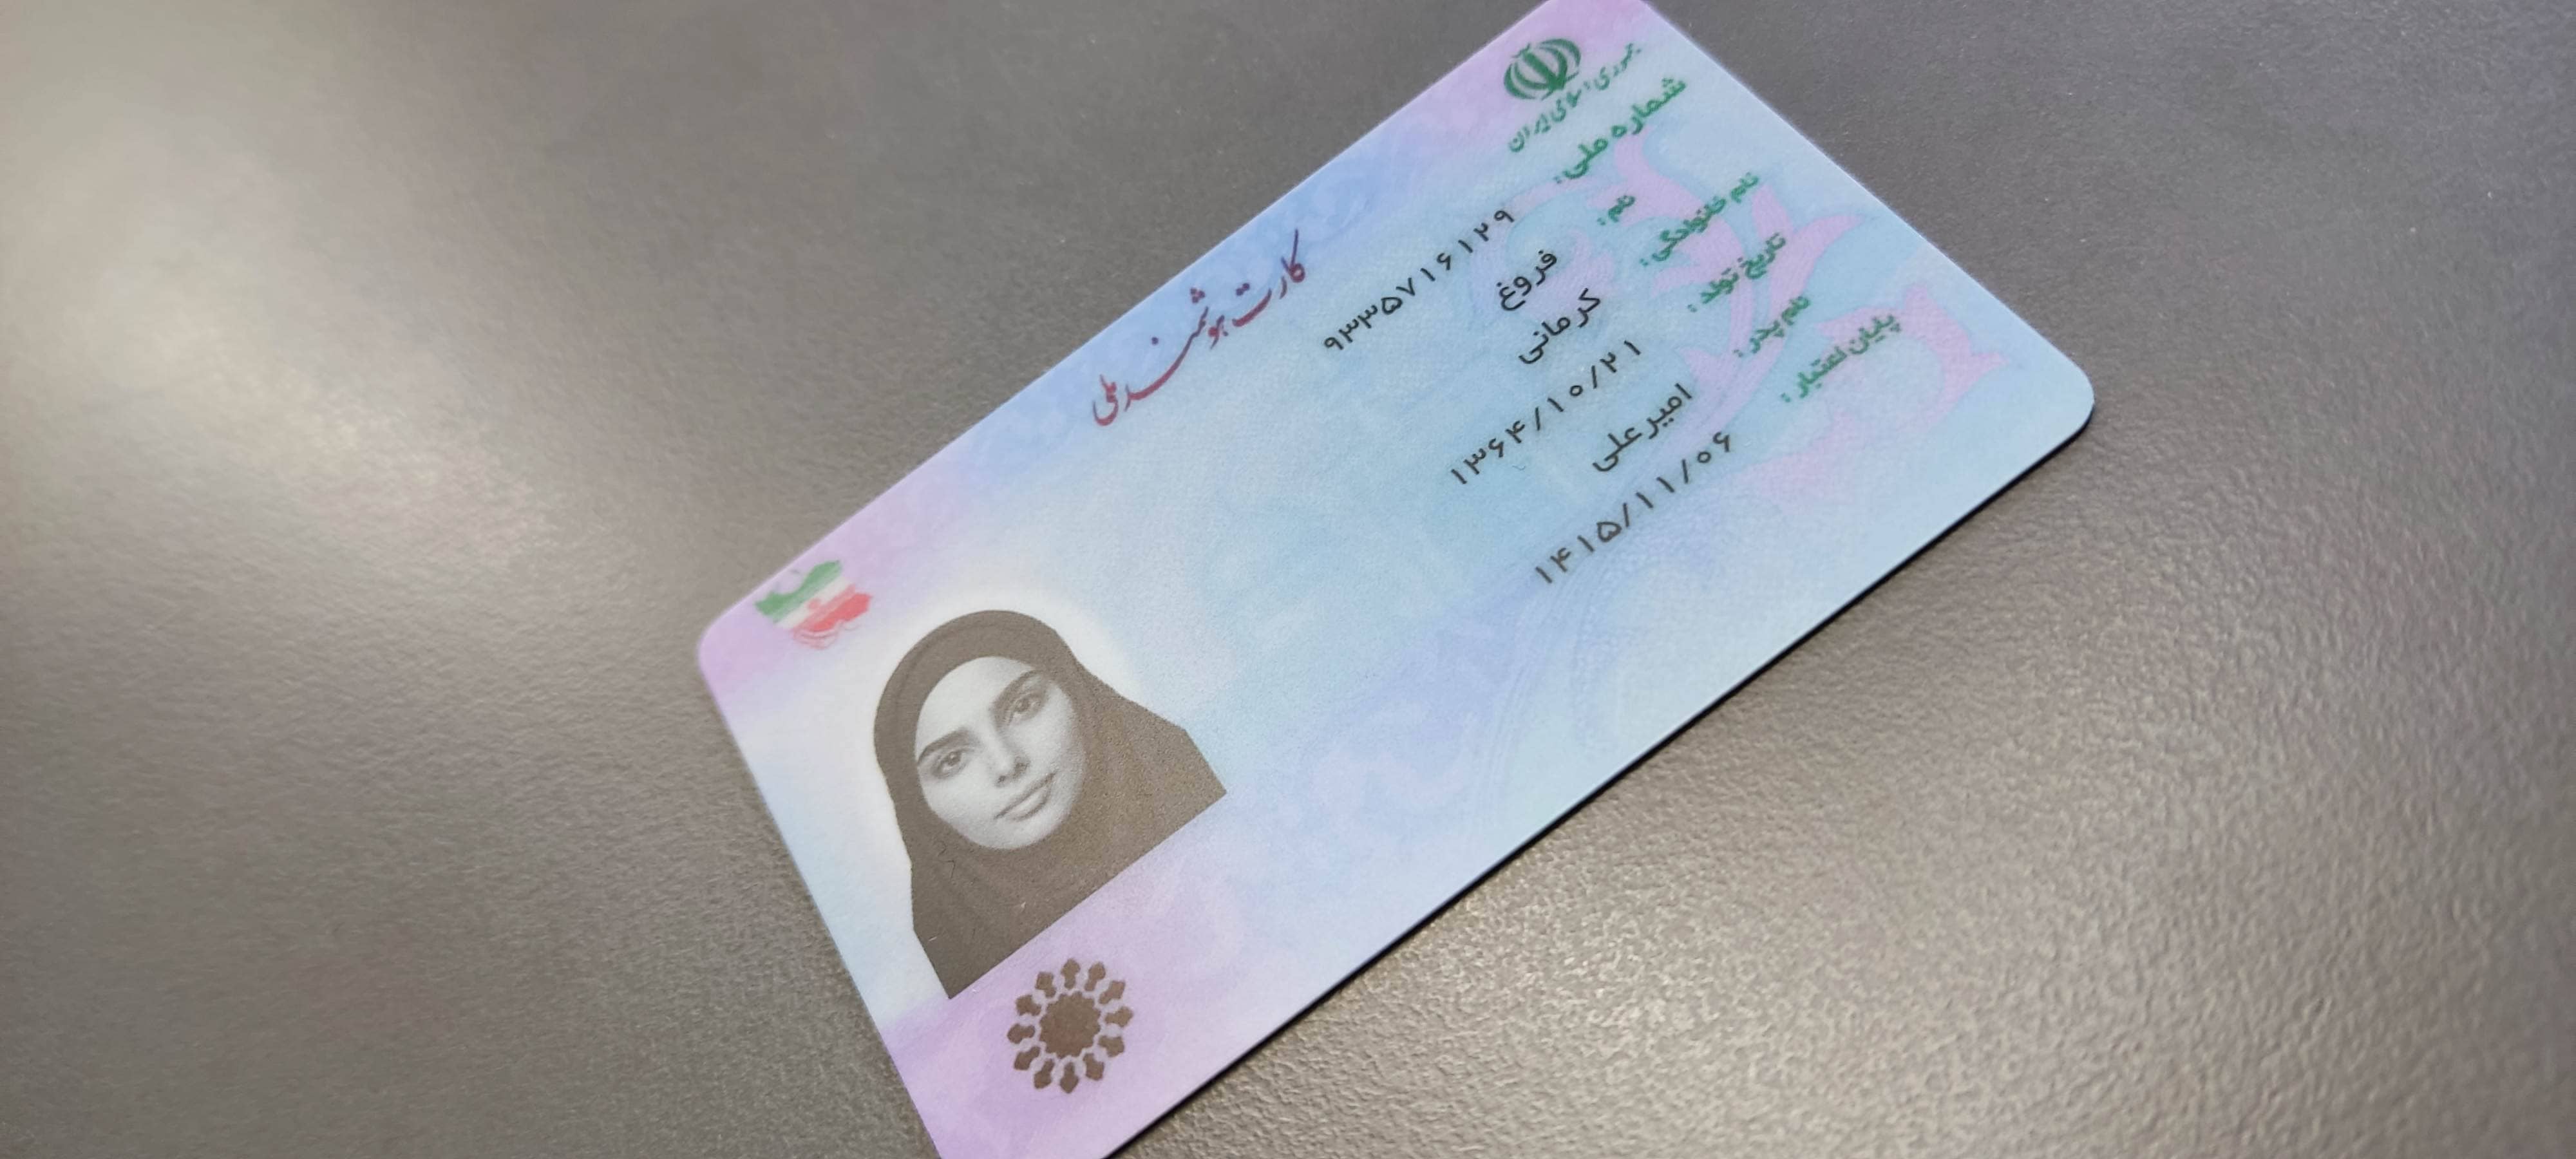 جمهوری اسلامی ایران
کارت هوشمند ملی
شماره ملی: ۹۳۳۵۷۱۶۱۲۹
نام: فروغ
نام خانوادگی: کرمانی
تاریخ تولد: ۱۳۶۴/۱۰/۲۱
نام پدر: امیرعلی
پایان اعتبار: ۱۴۱۵/۱۱/۰۶